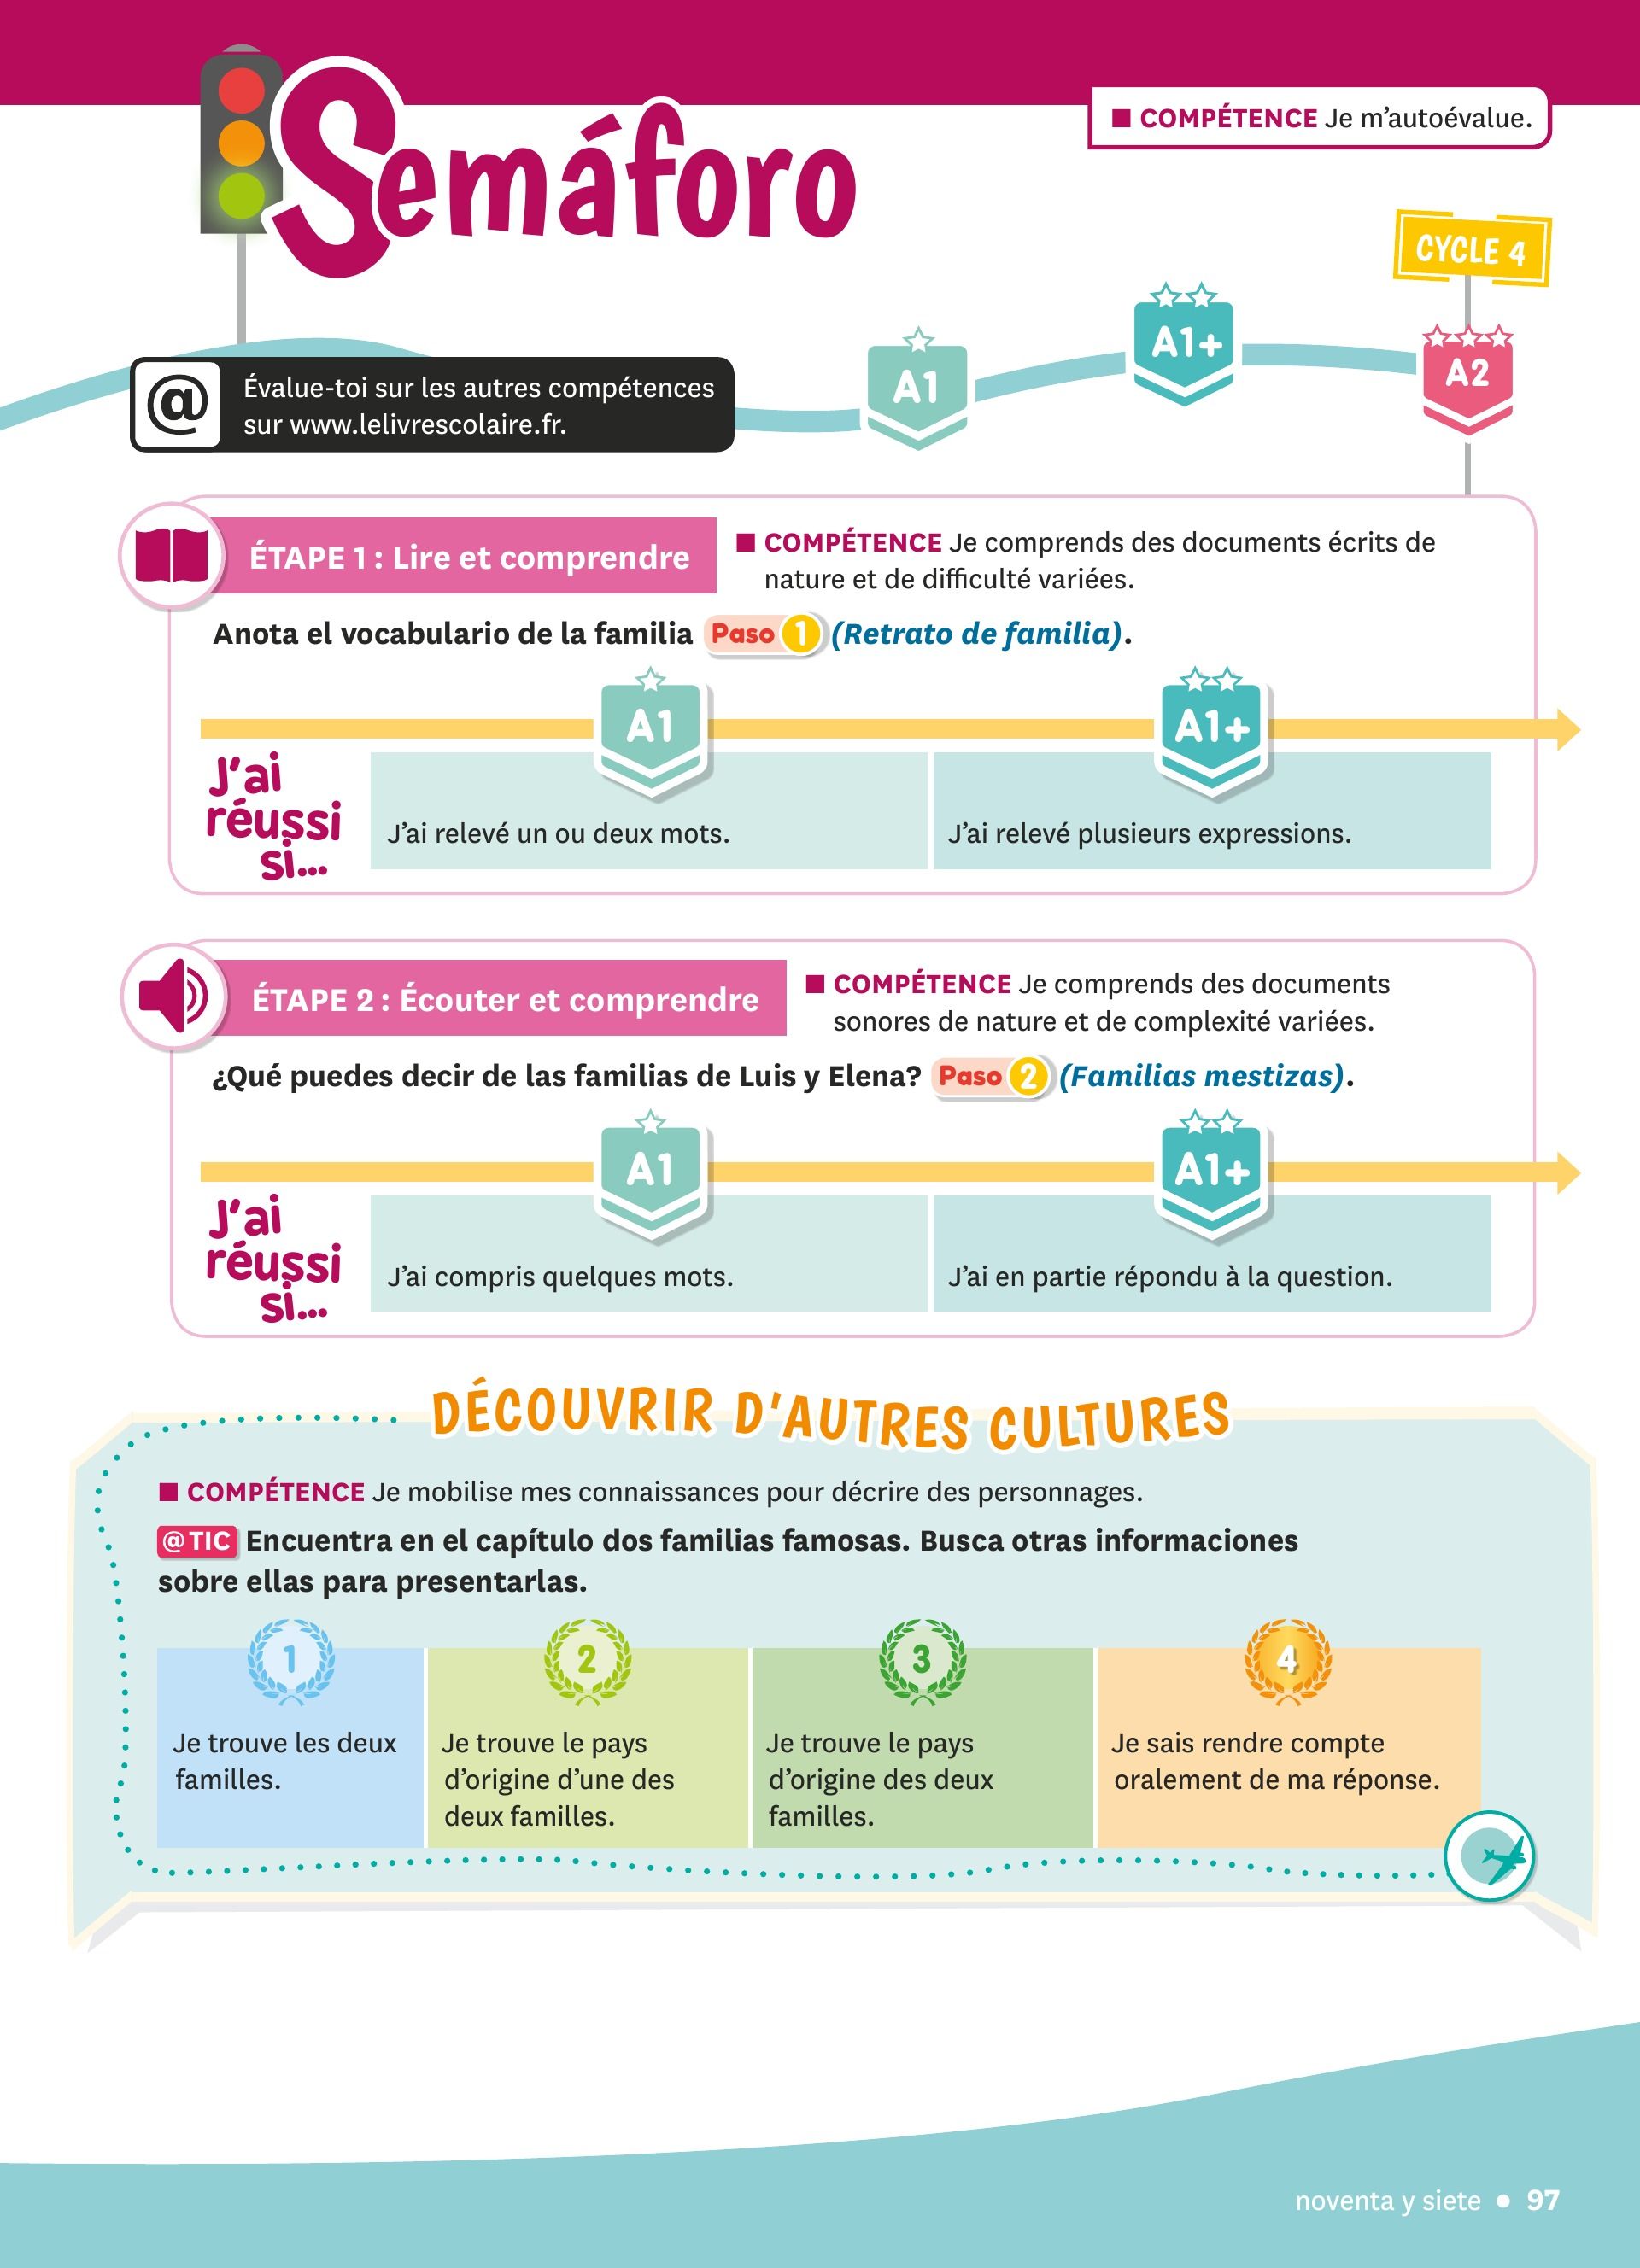 Semáforo
■ COMPÉTENCE Je m'autoévalue.
CYCLE 4
A1
A1+
A2
@
Évalue-toi sur les autres compétences
sur www.lelivrescolaire.fr.
ÉTAPE 1 : Lire et comprendre
■ COMPÉTENCE Je comprends des documents écrits de
nature et de difficulté variées.
Anota el vocabulario de la familia Paso 1 (Retrato de familia).
A1
A1+
J'ai
réussi
si...
J'ai relevé un ou deux mots.
J'ai relevé plusieurs expressions.
ÉTAPE 2 : Écouter et comprendre
■ COMPÉTENCE Je comprends des documents
sonores de nature et de complexité variées.
¿Qué puedes decir de las familias de Luis y Elena? Paso 2 (Familias mestizas).
A1
A1+
J'ai
réussi
si...
J'ai compris quelques mots.
J'ai en partie répondu à la question.
DÉCOUVRIR D'AUTRES CULTURES
■ COMPÉTENCE Je mobilise mes connaissances pour décrire des personnages.
@ TIC Encuentra en el capítulo dos familias famosas. Busca otras informaciones
sobre ellas para presentarlas.
1
Je trouve les deux
familles.
2
Je trouve le pays
d'origine d'une des
deux familles.
3
Je trouve le pays
d'origine des deux
familles.
4
Je sais rendre compte
oralement de ma réponse.
noventa y siete • 97